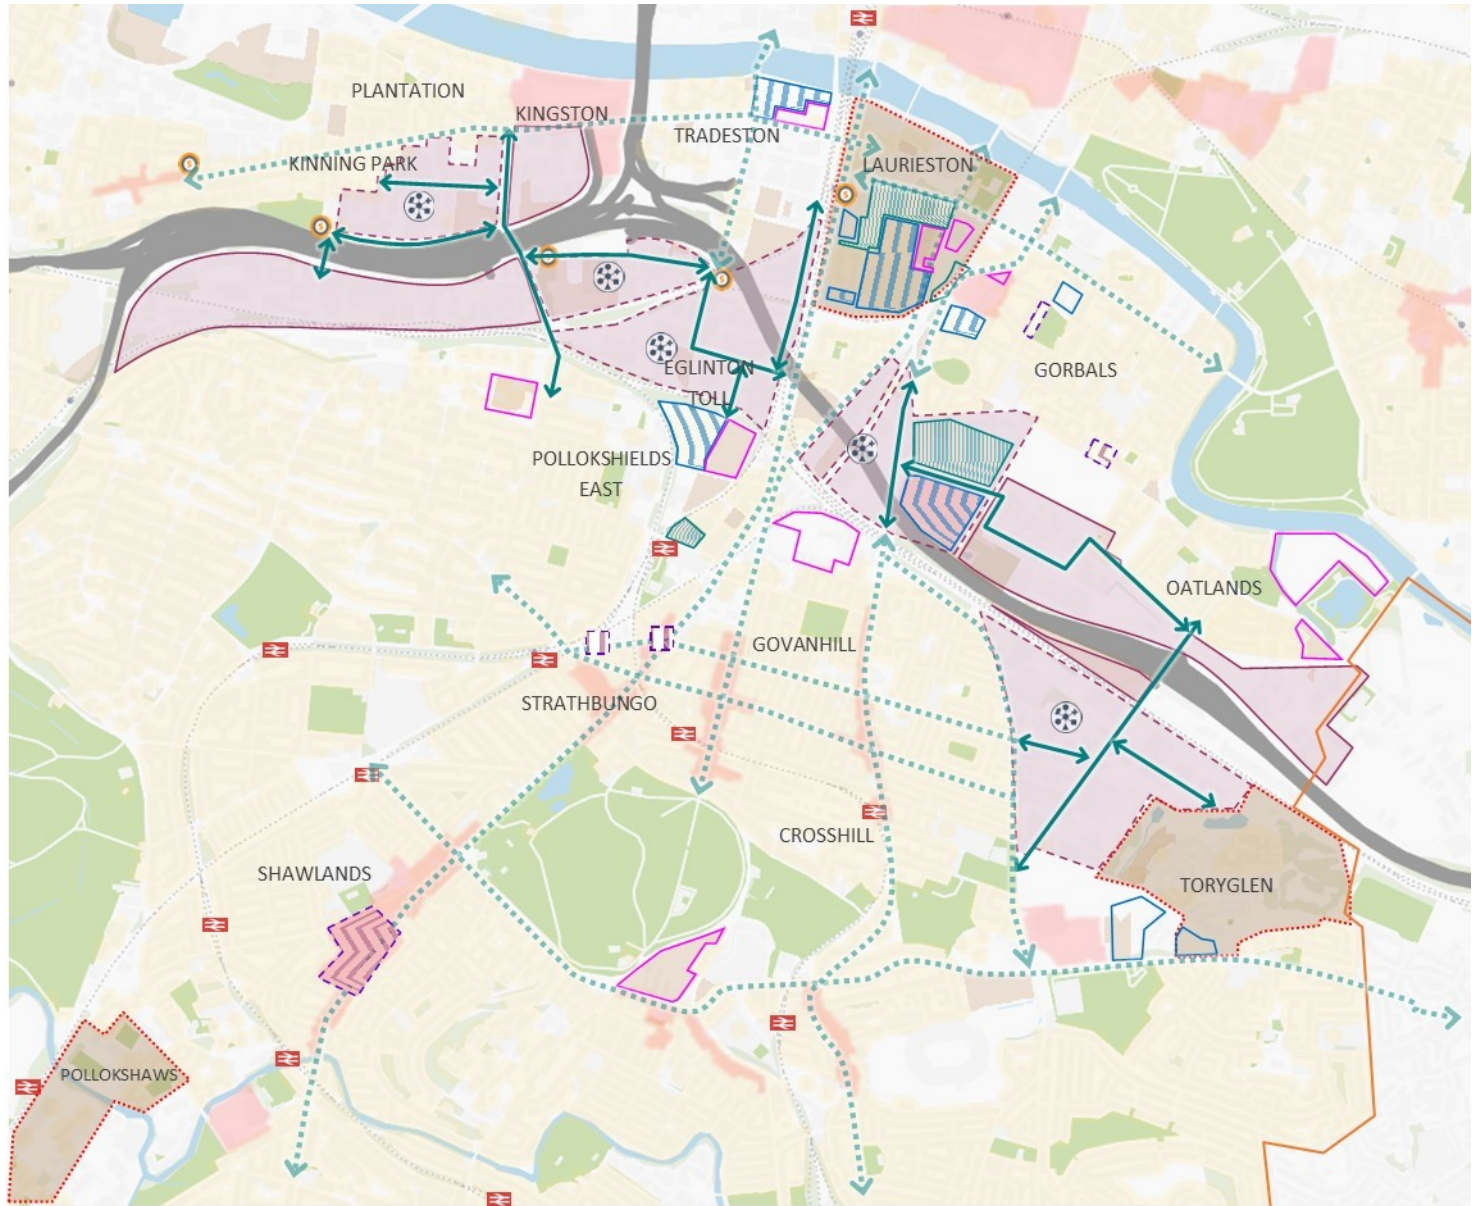 PLANTATION
KINGSTON
TRADESTON
KINNING PARK
LAURIESTON
GORBALS
EGLINTON
TOLL
POLLOKSHIELDS
EAST
OATLANDS
GOVANHILL
STRATHBUNGO
CROSSHILL
SHAWLANDS
TORYGLEN
POLLOKSHAWS